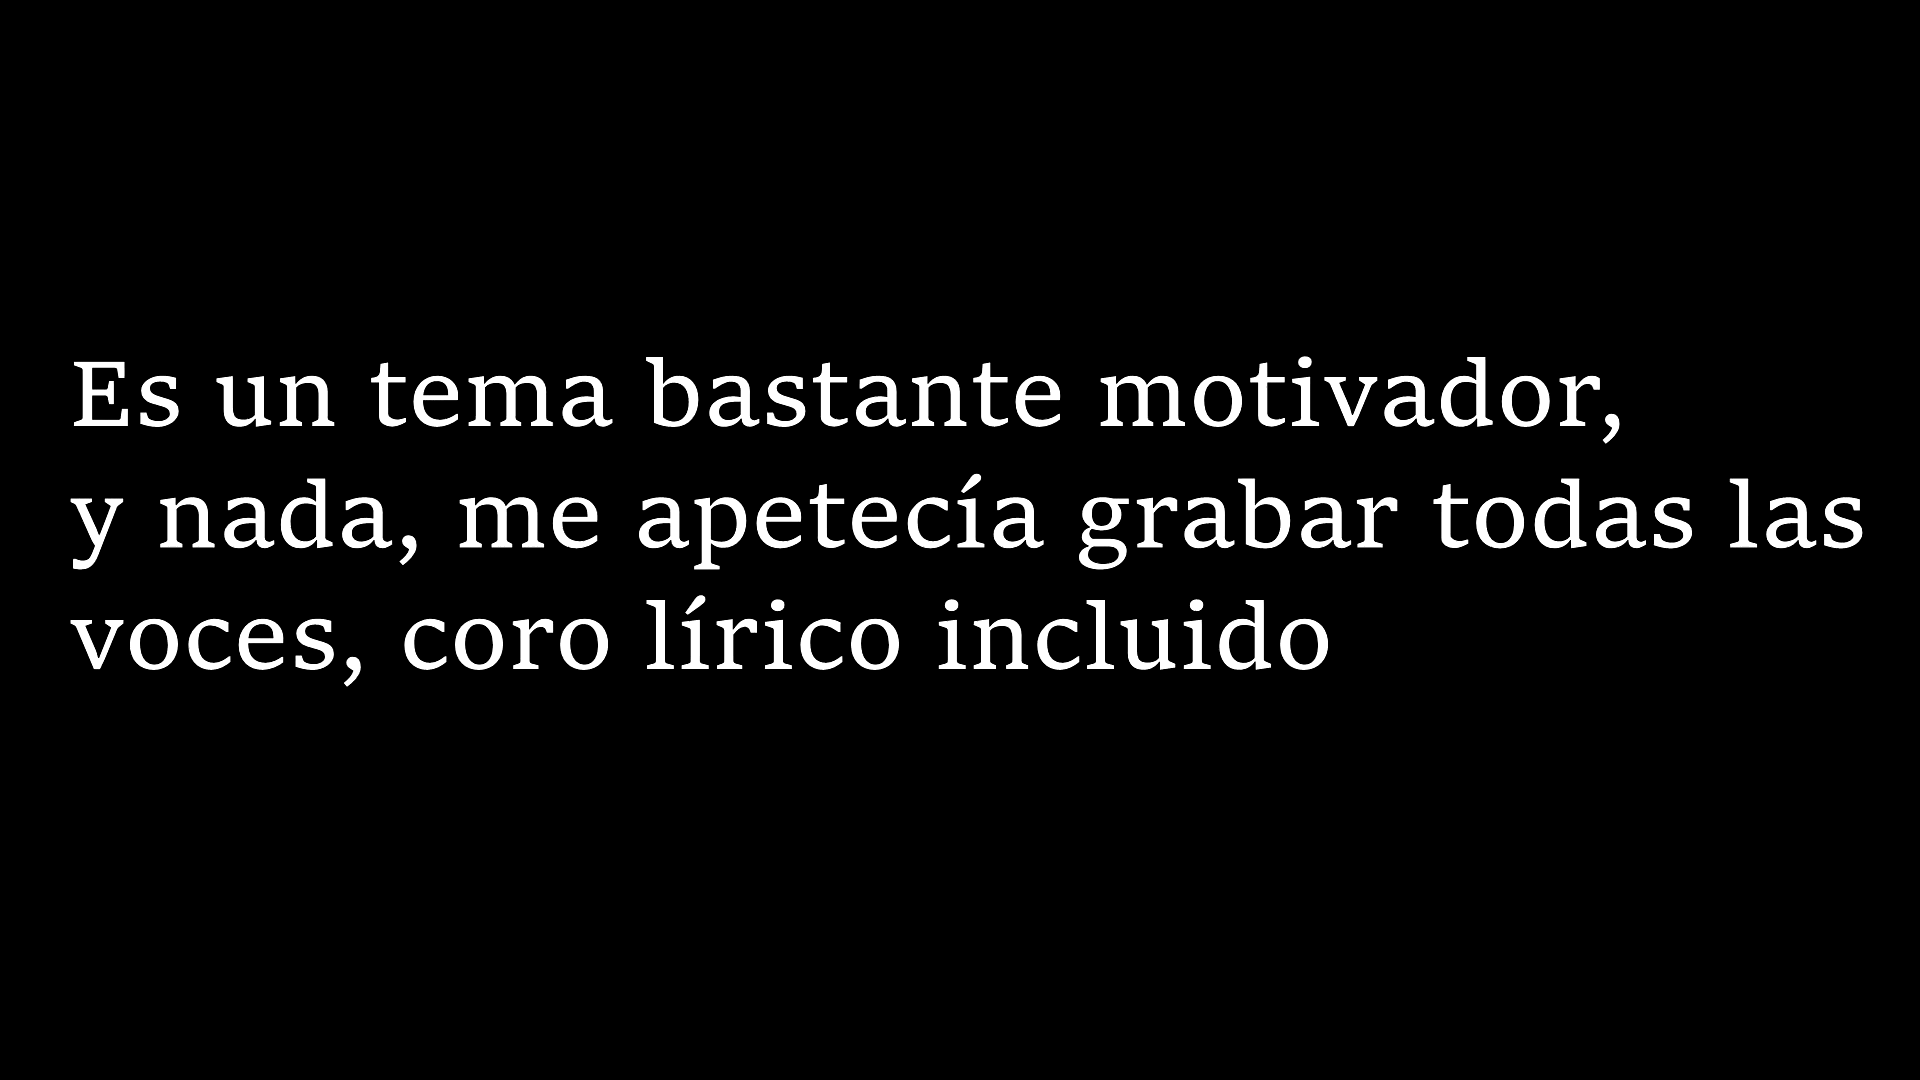 Es un tema bastante motivador,
y nada, me apetecía grabar todas las
voces, coro lírico incluido